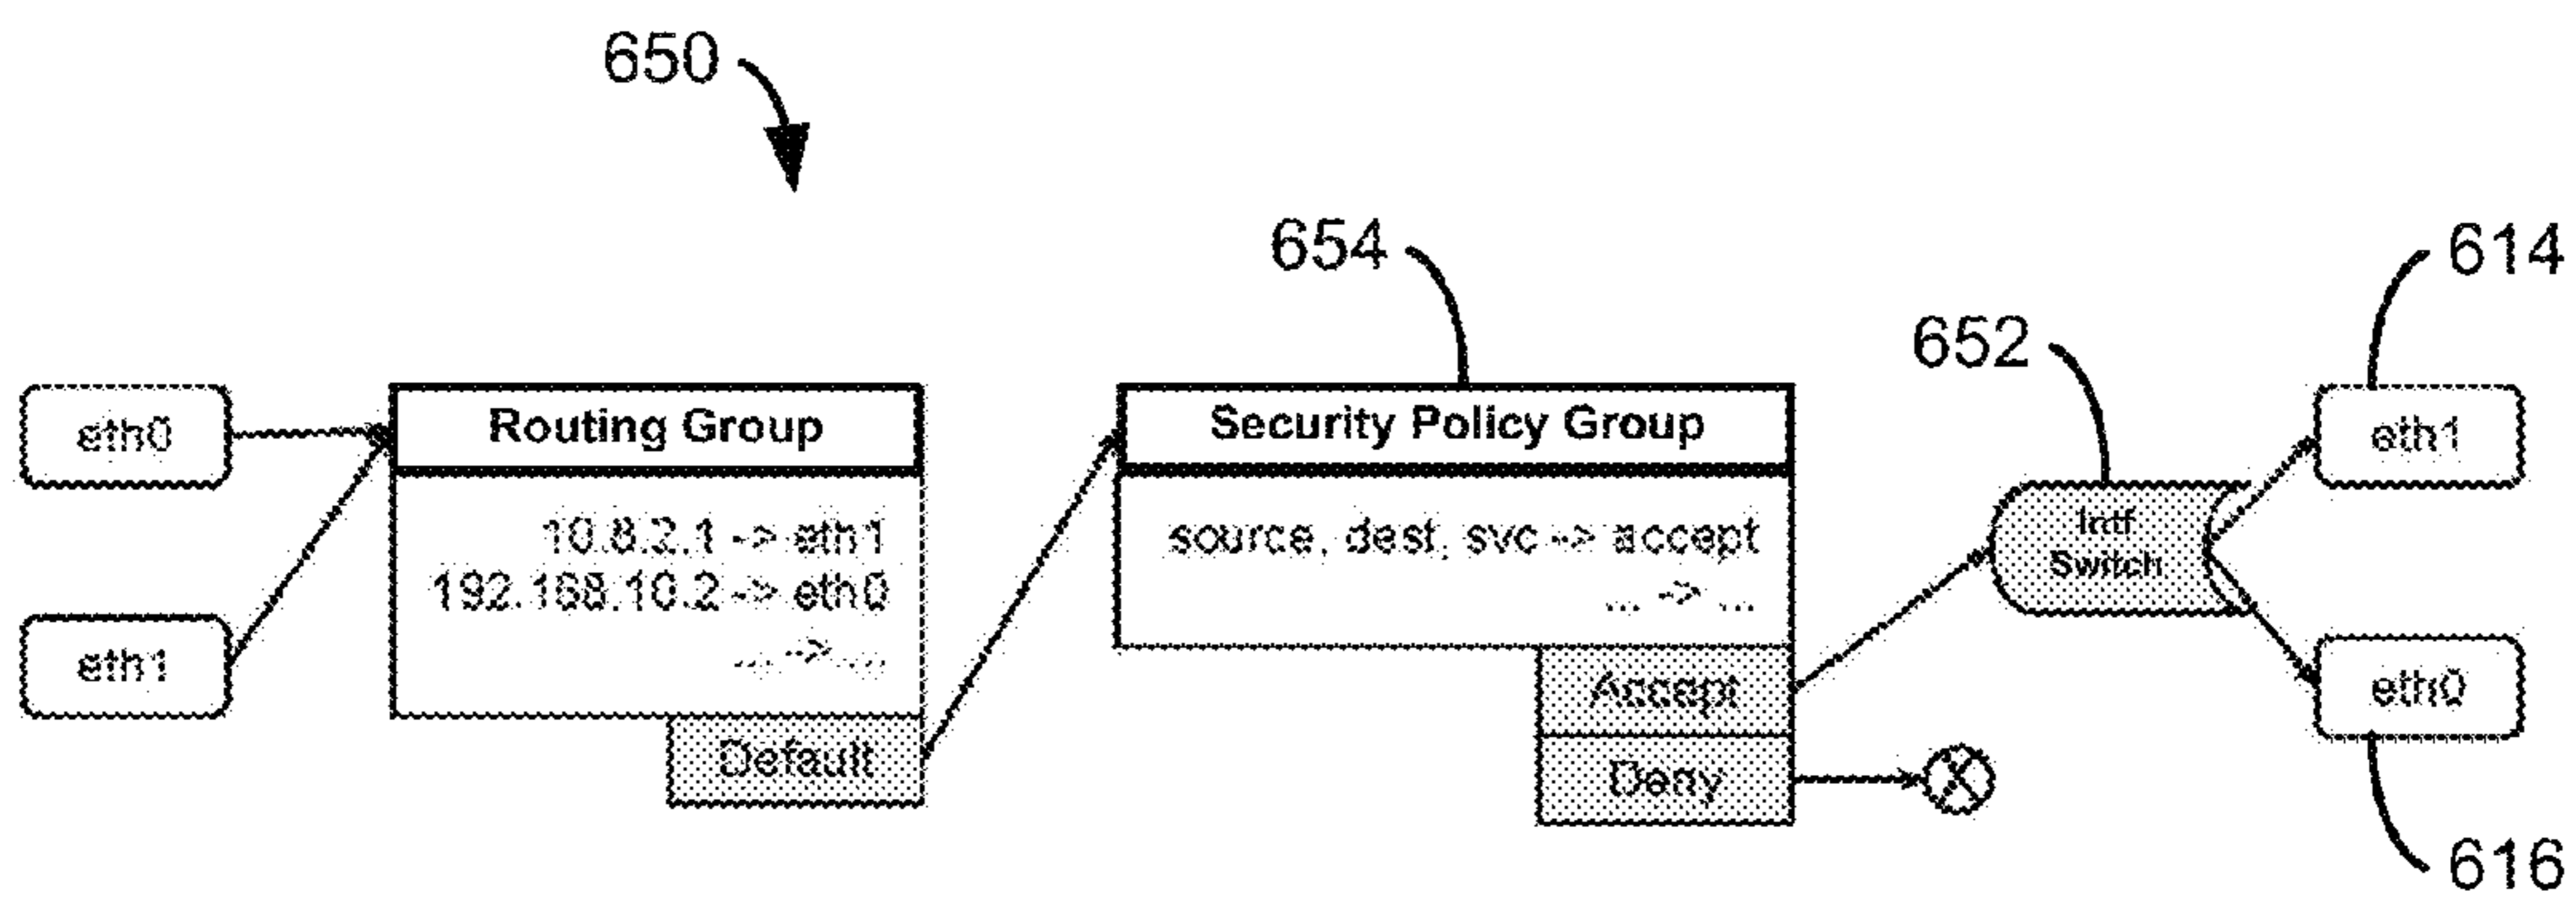 650
654
614
652
eth0
Routing Group
Security Policy Group
eth1
10.8.2.1 -> eth1
192.168.10.2 -> eth0
... -> ...
source, dest, svc -> accept
... -> ...
Intf
Switch
eth1
Default
Accept
Deny
eth0
616